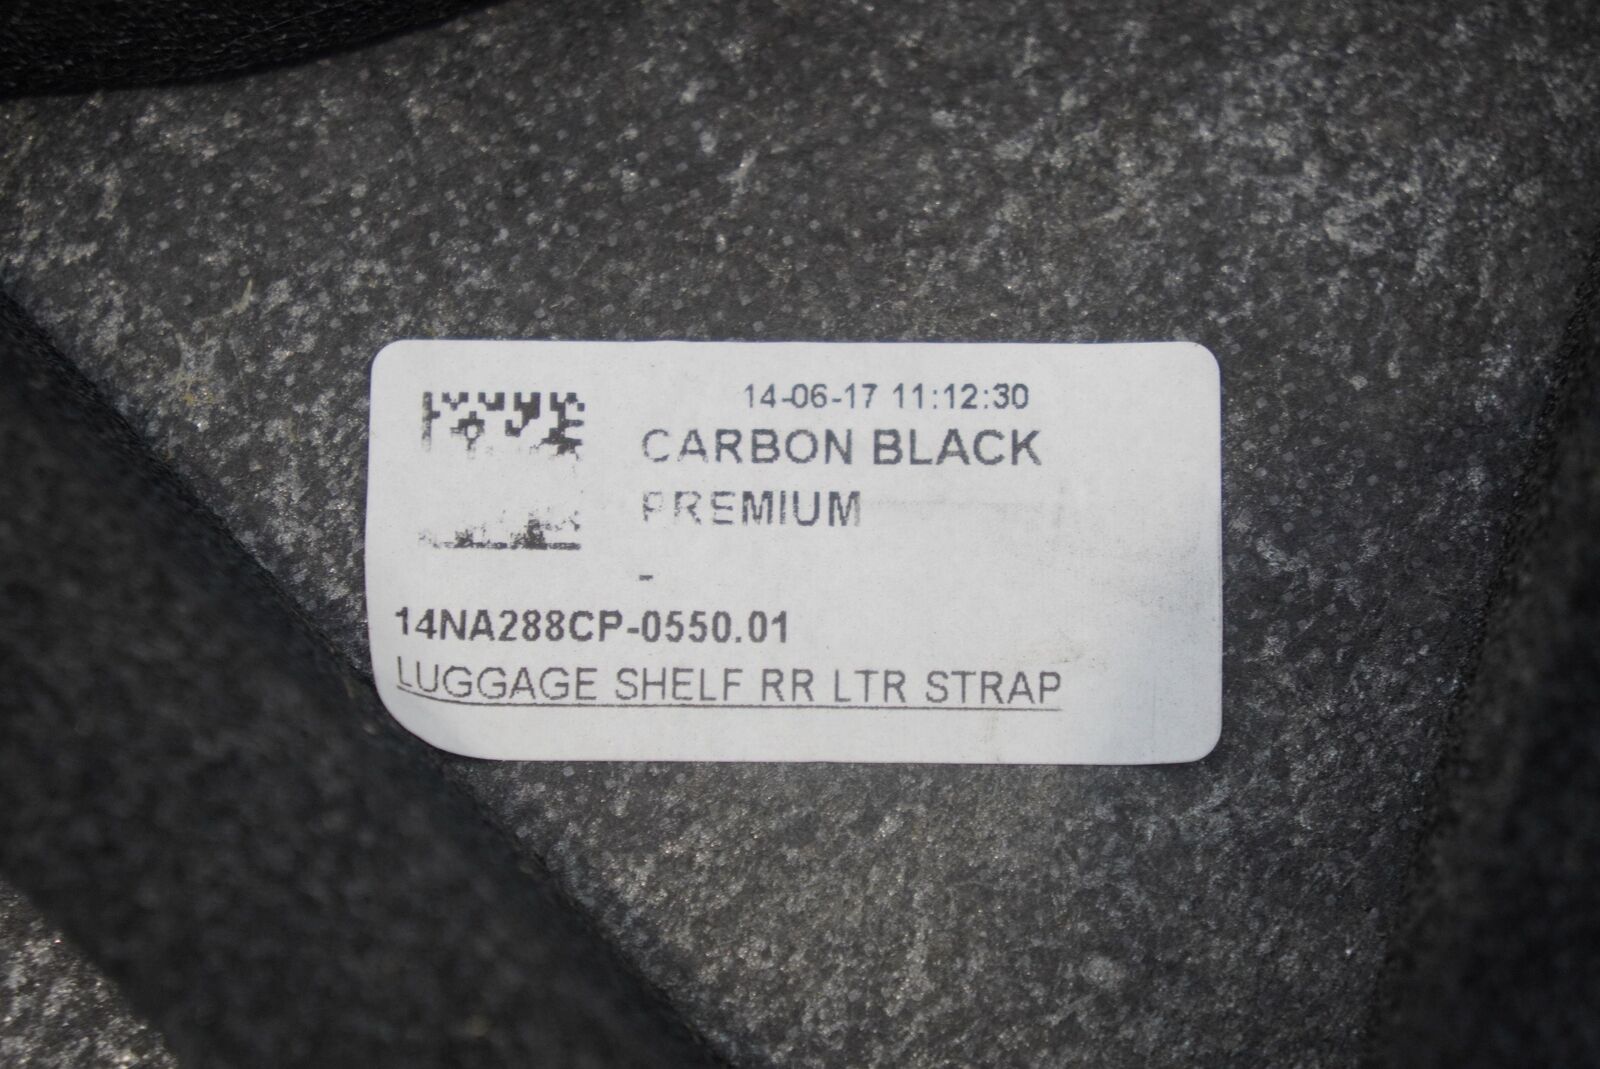 14-06-17 11:12:30
CARBON BLACK
PREMIUM
-
14NA288CP-0550.01
LUGGAGE SHELF RR LTR STRAP